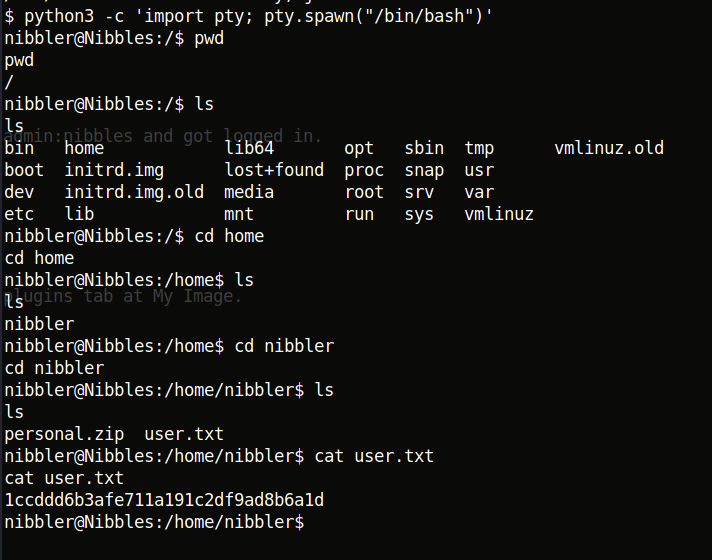 $ python3 -c 'import pty; pty.spawn("/bin/bash")'
nibbler@Nibbles:/$ pwd
pwd
/
nibbler@Nibbles:/$ ls
ls
admin:nibbles and got logged in.
bin   home            lib64       opt   sbin  tmp      vmlinuz.old
boot  initrd.img      lost+found  proc  snap  usr
dev   initrd.img.old  media       root  srv   var
etc   lib             mnt         run   sys   vmlinuz
nibbler@Nibbles:/$ cd home
cd home
nibbler@Nibbles:/home$ ls
plugins tab at My Image.
ls
nibbler
nibbler@Nibbles:/home$ cd nibbler
cd nibbler
nibbler@Nibbles:/home/nibbler$ ls
ls
personal.zip  user.txt
nibbler@Nibbles:/home/nibbler$ cat user.txt
cat user.txt
1ccddd6b3afe711a191c2df9ad8b6a1d
nibbler@Nibbles:/home/nibbler$